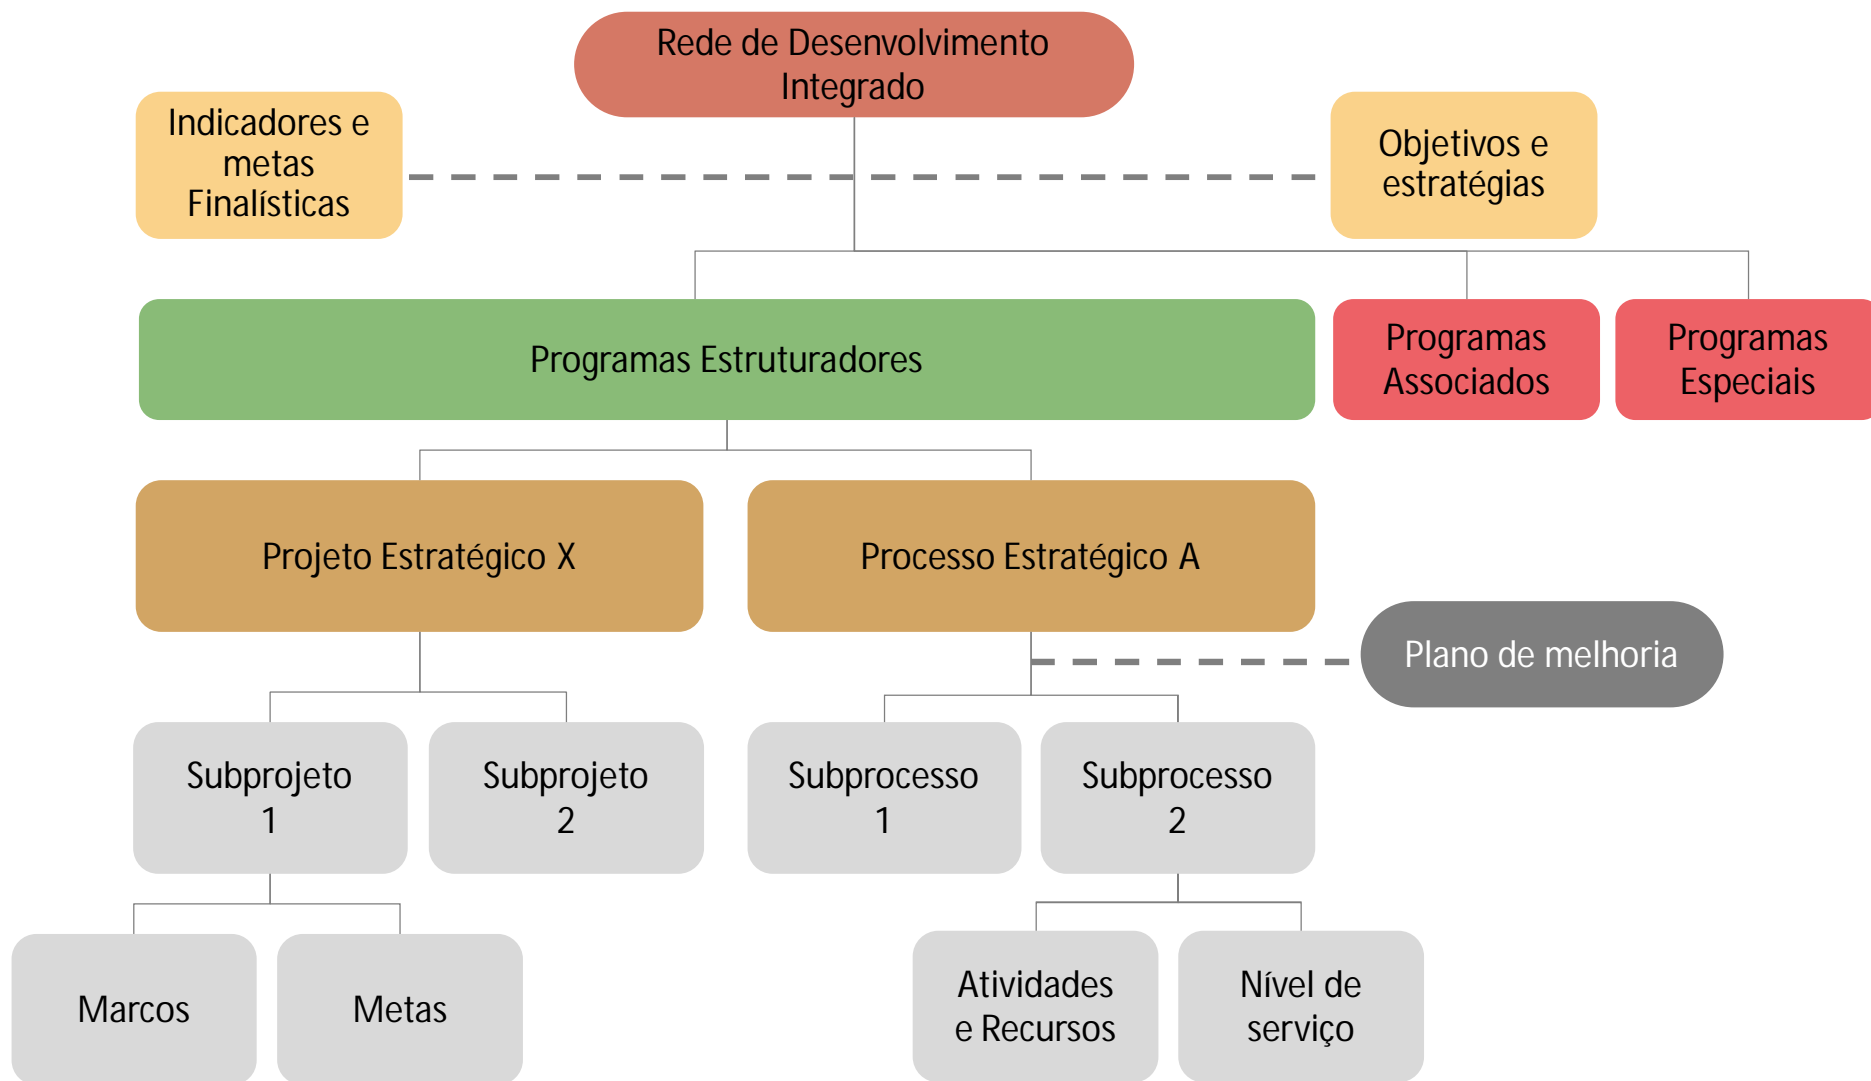 Rede de Desenvolvimento
Integrado
Indicadores e
metas
Finalísticas
Objetivos e
estratégias
Programas Estruturadores
Programas
Associados
Programas
Especiais
Projeto Estratégico X
Processo Estratégico A
Plano de melhoria
Subprojeto
1
Subprojeto
2
Subprocesso
1
Subprocesso
2
Marcos
Metas
Atividades
e Recursos
Nível de
serviço